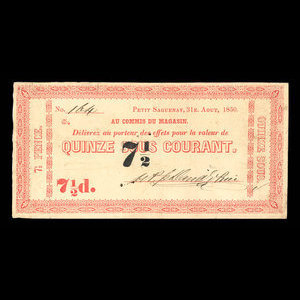 No. 184 PETIT SAGUENAY, 31E. AOUT, 1850.
AU COMMIS DU MAGASIN.
Délivrez au porteur, des effets pour la valeur de
QUINZE SOUS COURANT.
7½
7½d.
7½ PENCE.
QUINZE SOUS.